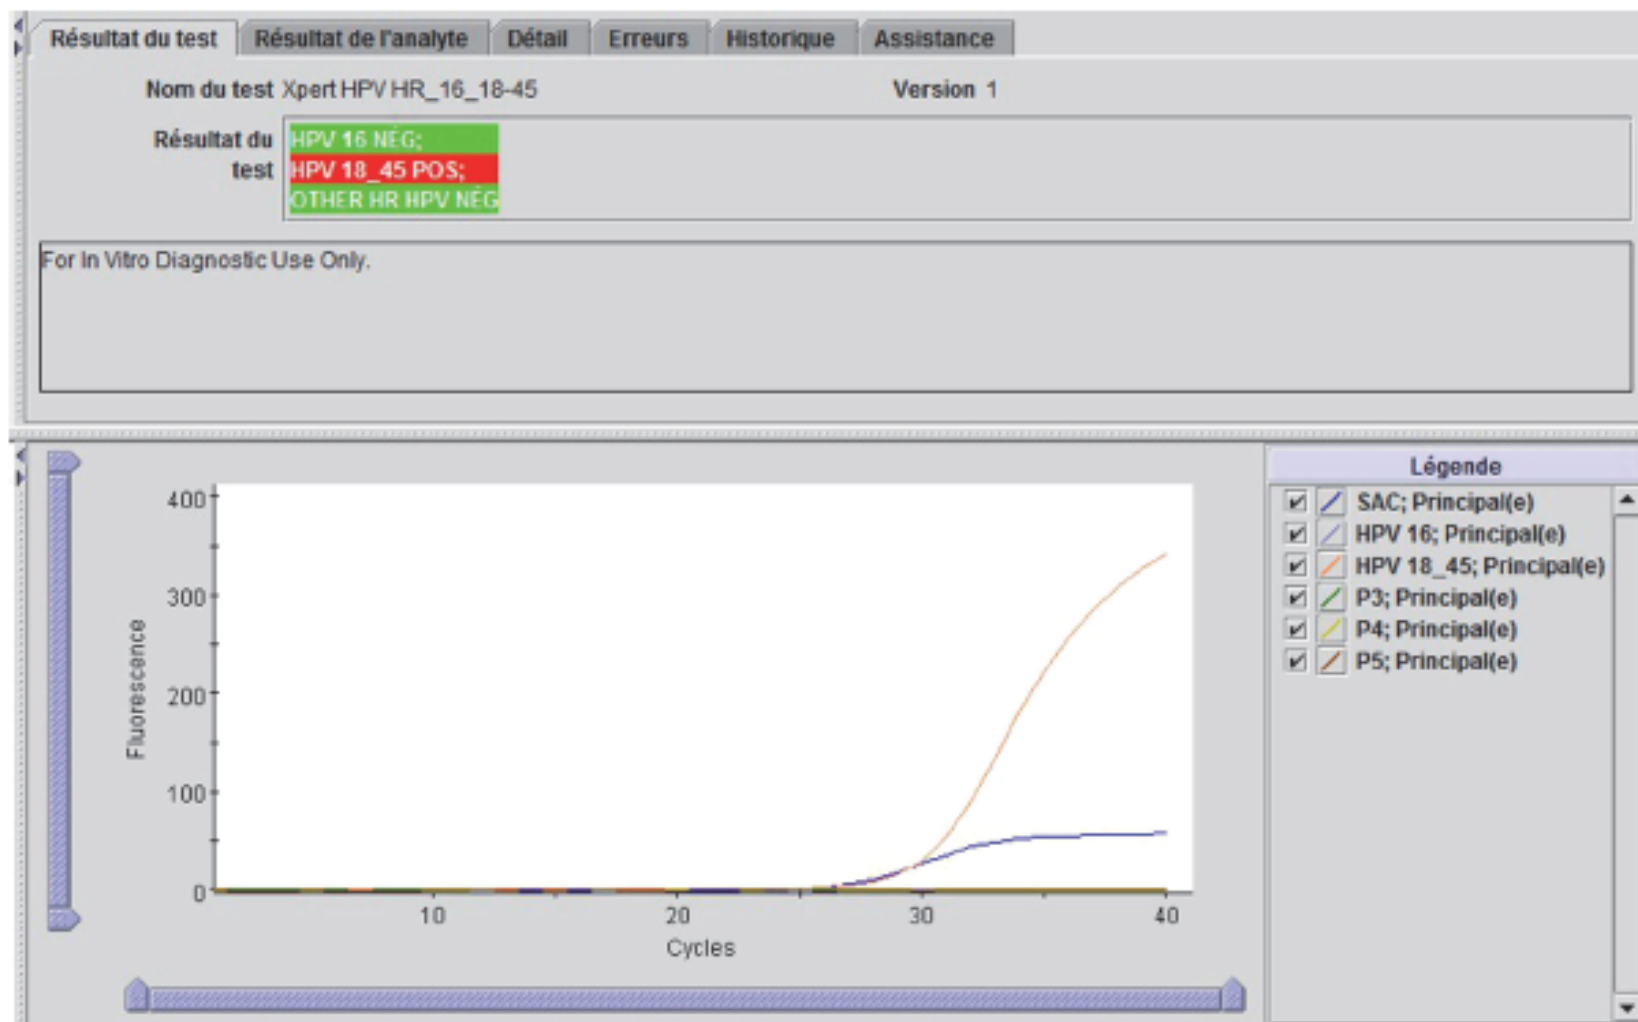 Résultat du test Résultat de l'analyte Détail Erreurs Historique Assistance
Nom du test Xpert HPV HR_16_18-45 Version 1
Résultat du test
HPV 16 NÉG;
HPV 18_45 POS;
OTHER HR HPV NÉG
For In Vitro Diagnostic Use Only.
Légende
SAC; Principal(e)
HPV 16; Principal(e)
HPV 18_45; Principal(e)
P3; Principal(e)
P4; Principal(e)
P5; Principal(e)
Fluorescence
400
300
200
100
0
10 20 30 40
Cycles